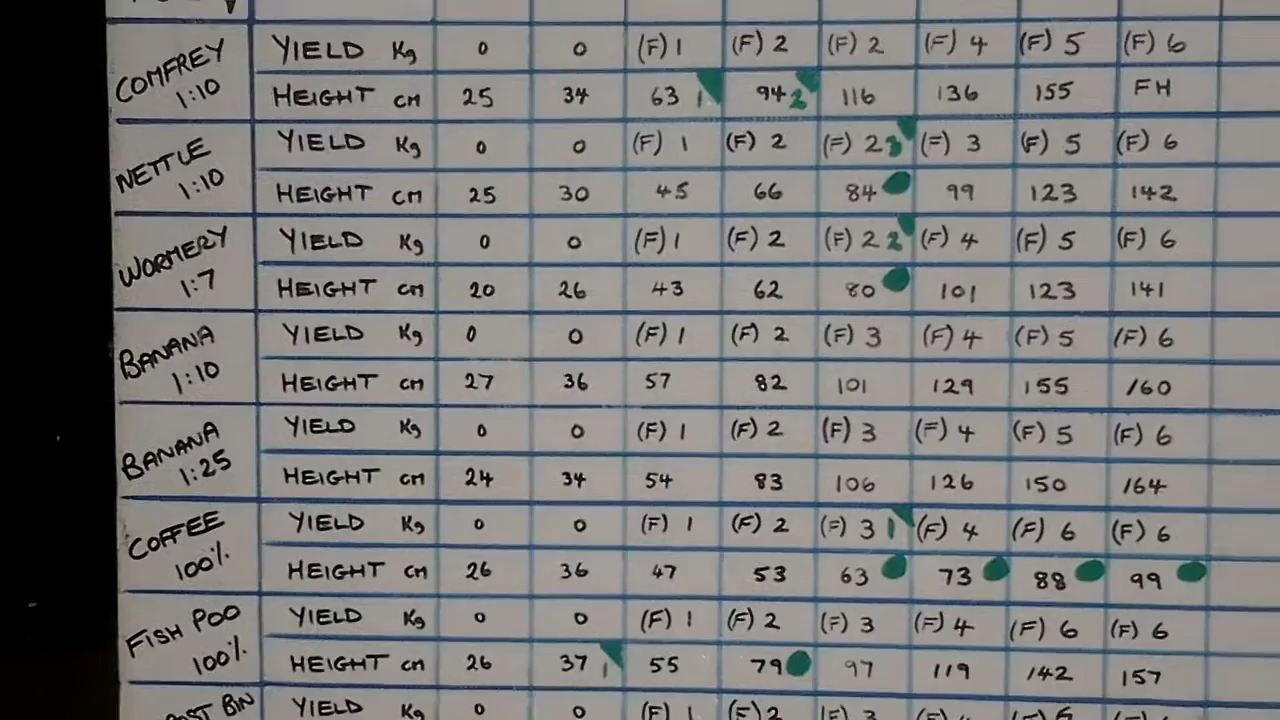 COMFREY 1:10 YIELD Kg 0 0 (F) 1 (F) 2 (F) 2 (F) 4 (F) 5 (F) 6
HEIGHT cm 25 34 63 1 94 2 116 136 155 FH
NETTLE 1:10 YIELD Kg 0 0 (F) 1 (F) 2 (F) 2 3 (F) 3 (F) 5 (F) 6
HEIGHT cm 25 30 45 66 84 99 123 142
WORMERY 1:7 YIELD Kg 0 0 (F) 1 (F) 2 (F) 2 2 (F) 4 (F) 5 (F) 6
HEIGHT cm 20 26 43 62 80 101 123 141
BANANA 1:10 YIELD Kg 0 0 (F) 1 (F) 2 (F) 3 (F) 4 (F) 5 (F) 6
HEIGHT cm 27 36 57 82 101 129 155 160
BANANA 1:25 YIELD Kg 0 0 (F) 1 (F) 2 (F) 3 (F) 4 (F) 5 (F) 6
HEIGHT cm 24 34 54 83 106 126 150 164
COFFEE 100% YIELD Kg 0 0 (F) 1 (F) 2 (F) 3 1 (F) 4 (F) 6 (F) 6
HEIGHT cm 26 36 47 53 63 73 88 99
FISH POO 100% YIELD Kg 0 0 (F) 1 (F) 2 (F) 3 (F) 4 (F) 6 (F) 6
HEIGHT cm 26 37 1 55 79 97 119 142 157
BIN YIELD Kg 0 0 (F) 1 (F) 2 (F) 3